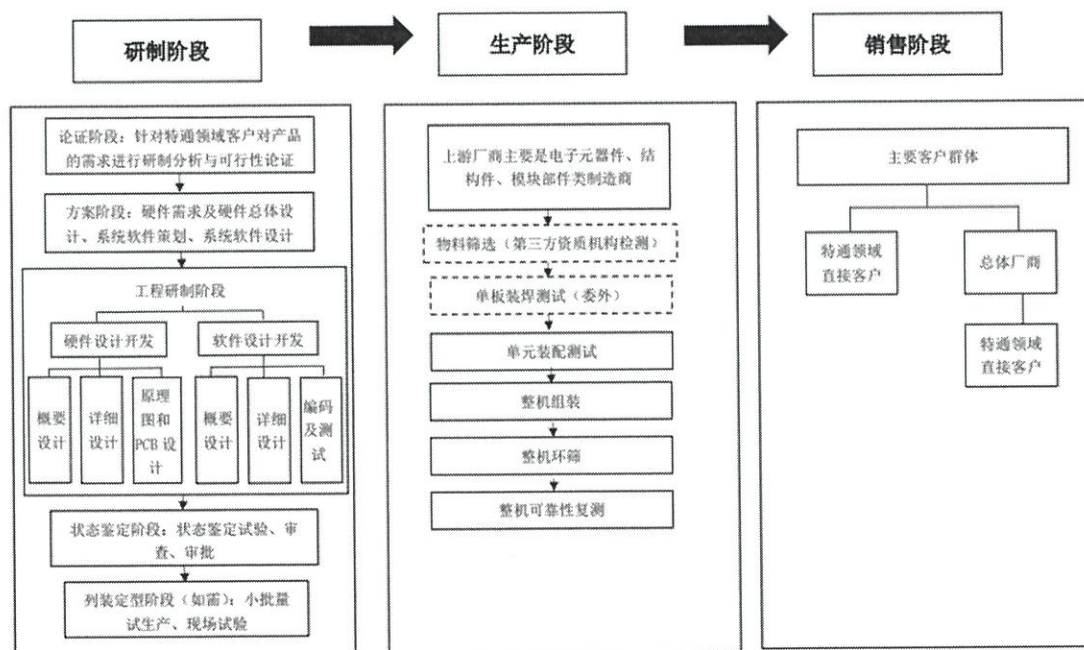 研制阶段
生产阶段
销售阶段
论证阶段：针对特通领域客户对产品
的需求进行研制分析与可行性论证
方案阶段：硬件需求及硬件总体设
计、系统软件策划、系统软件设计
工程研制阶段
硬件设计开发
软件设计开发
概要
设计
详细
设计
原理
图和
PCB 设
计
概要
设计
详细
设计
编码
及测
试
状态鉴定阶段：状态鉴定试验、审
查、审批
列装定型阶段（如需）：小批量
试生产、现场试验
上游厂商主要是电子元器件、结
构件、模块部件类制造商
物料筛选（第三方资质机构检测）
单板装焊测试（委外）
单元装配测试
整机组装
整机环筛
整机可靠性复测
主要客户群体
特通领域
直接客户
总体厂商
特通领域
直接客户